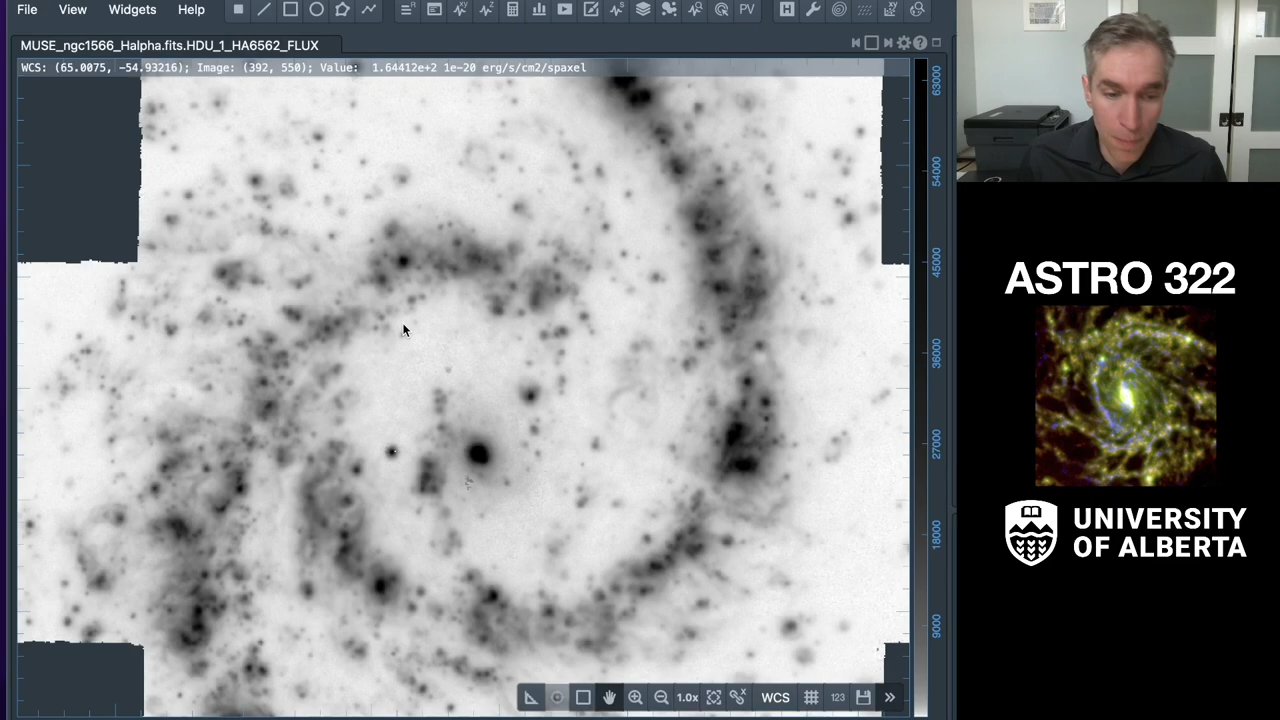 File View Widgets Help
PV
MUSE_ngc1566_Halpha.fits.HDU_1_HA6562_FLUX
WCS: (65.0075, -54.93216); Image: (392, 550); Value: 1.64412e+2 1e-20 erg/s/cm2/spaxel
63000
54000
45000
36000
27000
18000
9000
1.0x
WCS
123
ASTRO 322
UNIVERSITY
OF ALBERTA